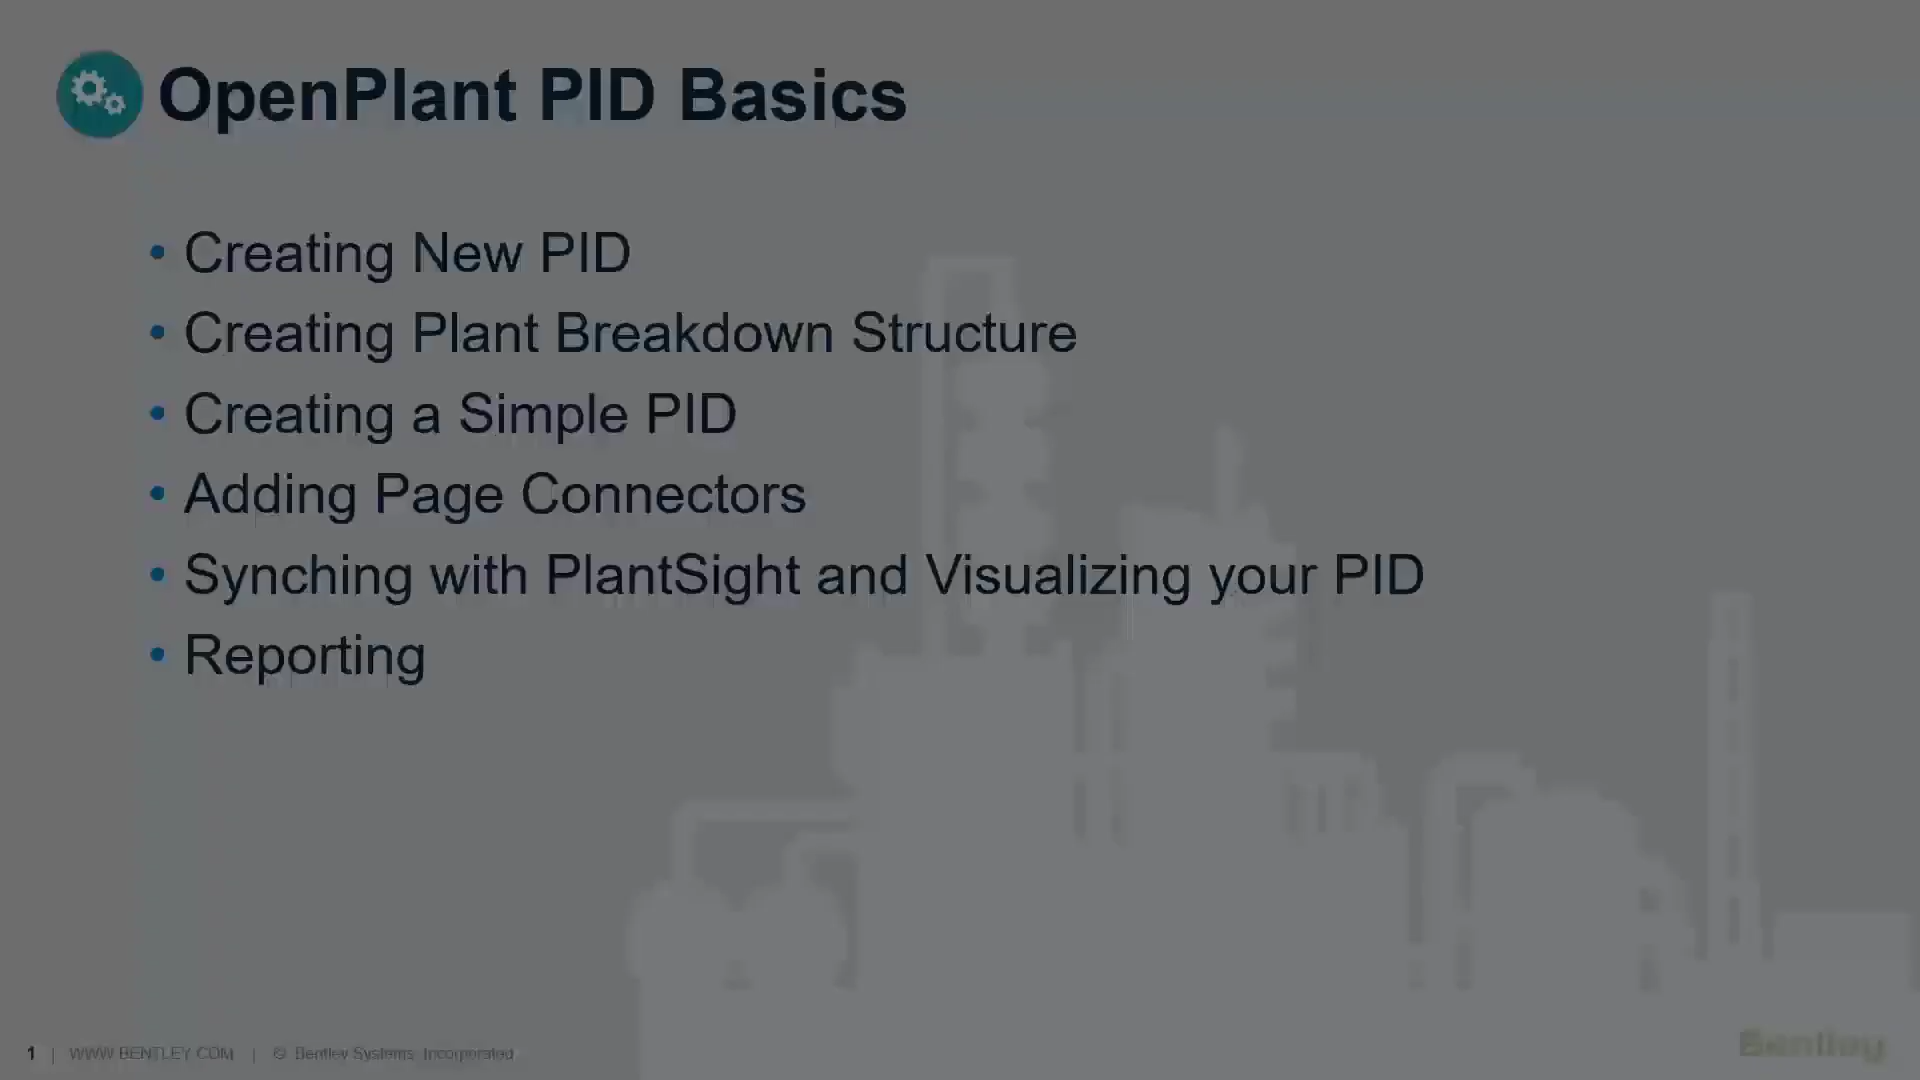 OpenPlant PID Basics
• Creating New PID
• Creating Plant Breakdown Structure
• Creating a Simple PID
• Adding Page Connectors
• Synching with PlantSight and Visualizing your PID
• Reporting
1 | WWW.BENTLEY.COM | © Bentley Systems, Incorporated
Bentley